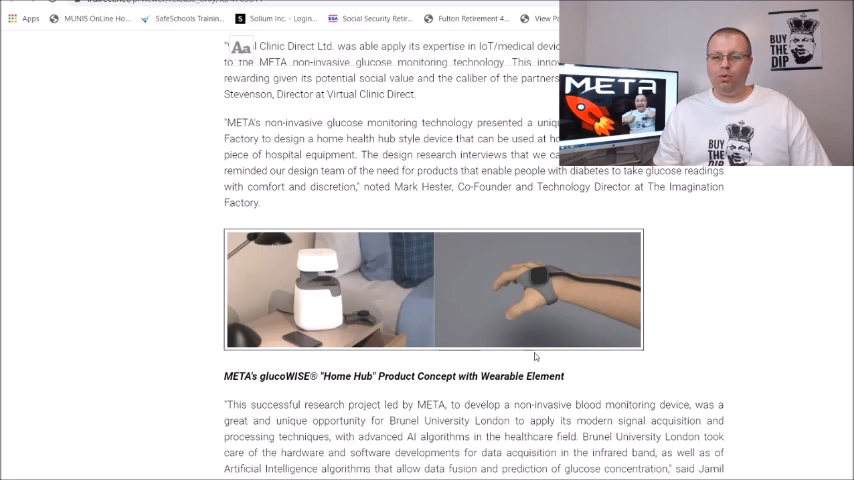 Apps MUNIS OnLine Ho... SafeSchools Trainin... Solium Inc. - Login... Social Security Retir... Fulton Retirement 4... View Pa
Aa
l Clinic Direct Ltd. was able apply its expertise in IoT/medical devic
to the META non-invasive glucose monitoring technology. This innov
rewarding given its potential social value and the caliber of the partners
Stevenson, Director at Virtual Clinic Direct.
"META's non-invasive glucose monitoring technology presented a uniq
Factory to design a home health hub style device that can be used at ho
piece of hospital equipment. The design research interviews that we ca
reminded our design team of the need for products that enable people with diabetes to take glucose readings
with comfort and discretion," noted Mark Hester, Co-Founder and Technology Director at The Imagination
Factory.
META
BUY
THE
DIP
BUY
THE
DIP
META's glucoWISE® "Home Hub" Product Concept with Wearable Element
"This successful research project led by META, to develop a non-invasive blood monitoring device, was a
great and unique opportunity for Brunel University London to apply its modern signal acquisition and
processing techniques, with advanced AI algorithms in the healthcare field. Brunel University London took
care of the hardware and software developments for data acquisition in the infrared band, as well as of
Artificial Intelligence algorithms that allow data fusion and prediction of glucose concentration," said Jamil